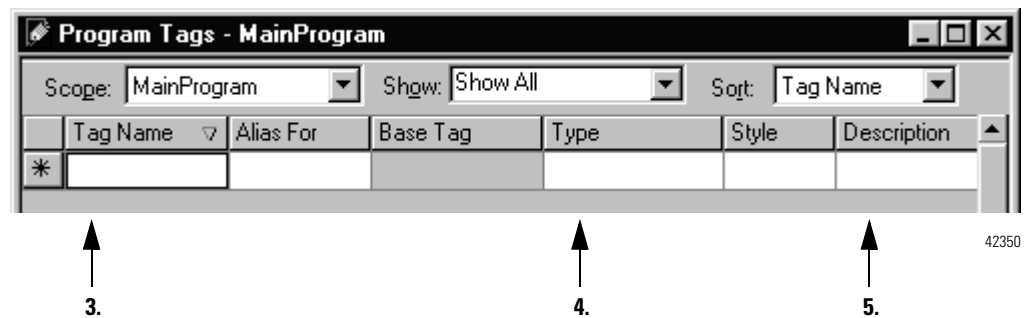 Program Tags - MainProgram
Scope: MainProgram Show: Show All Sort: Tag Name
Tag Name Alias For Base Tag Type Style Description
*
42350
3. 4. 5.